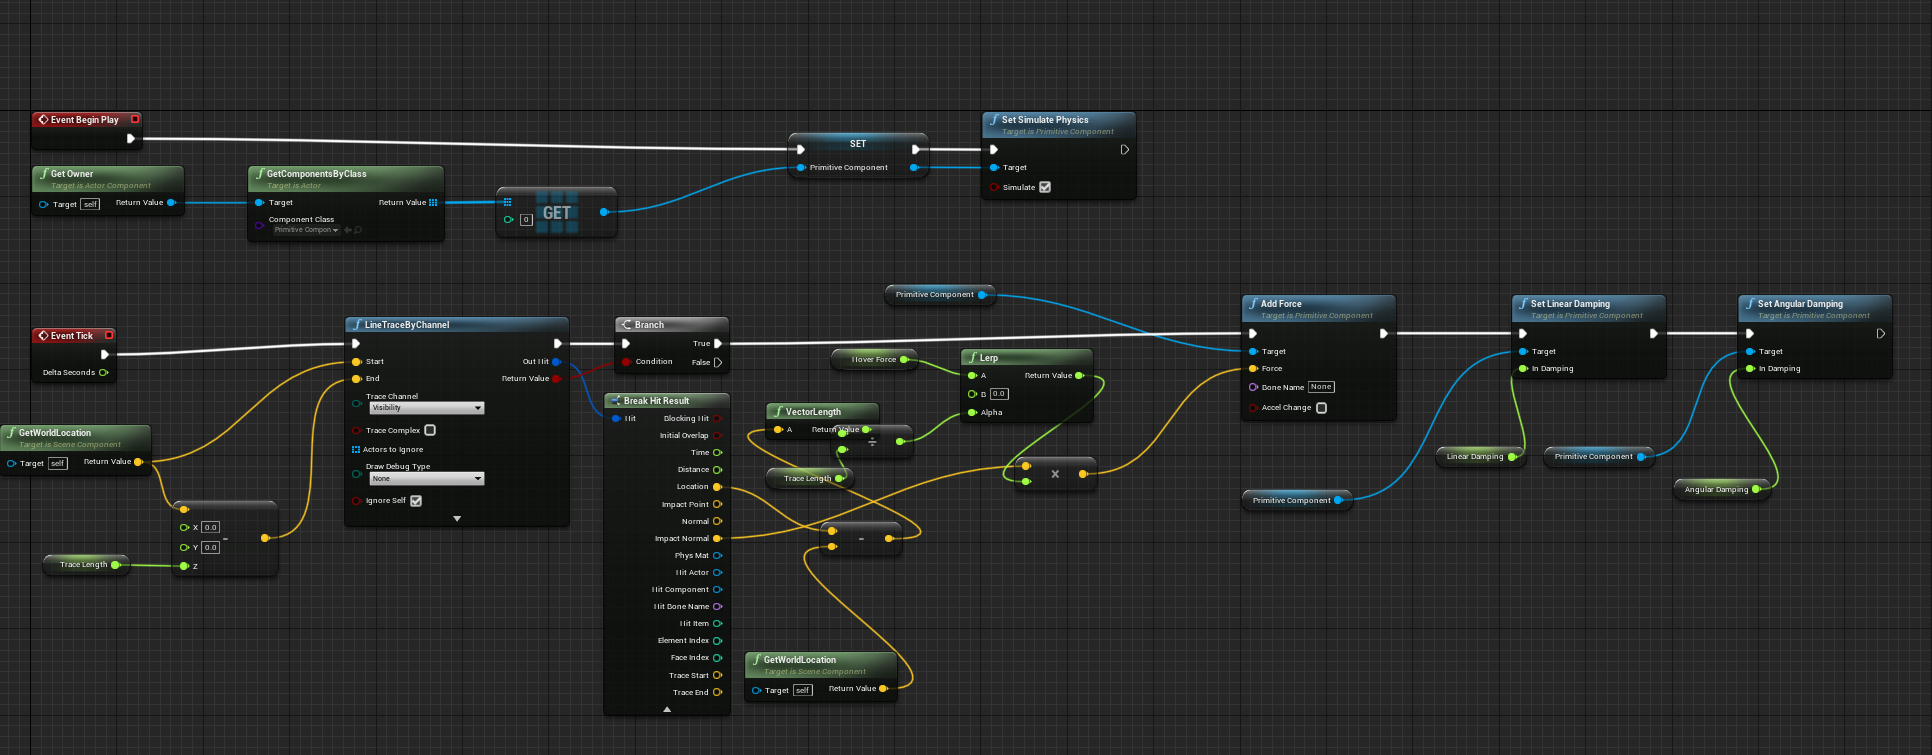 Event Begin Play
Get Owner
Target is Actor Component
Target self
Return Value
GetComponentsByClass
Target is Actor
Target
Return Value
Component Class
Primitive Compon
GET
0
SET
Primitive Component
Set Simulate Physics
Target is Primitive Component
Target
Simulate
Event Tick
Delta Seconds
GetWorldLocation
Target is Scene Component
Target self
Return Value
Trace Length
X 0.0
Y 0.0
Z
-
LineTraceByChannel
Start
Out Hit
End
Return Value
Trace Channel
Visibility
Trace Complex
Actors to Ignore
Draw Debug Type
None
Ignore Self
Branch
True
Condition
False
Break Hit Result
Hit
Blocking Hit
Initial Overlap
Time
Distance
Location
Impact Point
Normal
Impact Normal
Phys Mat
Hit Actor
Hit Component
Hit Bone Name
Hit Item
Element Index
Face Index
Trace Start
Trace End
Primitive Component
Hover Force
VectorLength
A
Return Value
÷
Trace Length
-
GetWorldLocation
Target is Scene Component
Target self
Return Value
Lerp
A
Return Value
B 0.0
Alpha
×
Add Force
Target is Primitive Component
Target
Force
Bone Name None
Accel Change
Primitive Component
Linear Damping
Set Linear Damping
Target is Primitive Component
Target
In Damping
Primitive Component
Angular Damping
Set Angular Damping
Target is Primitive Component
Target
In Damping